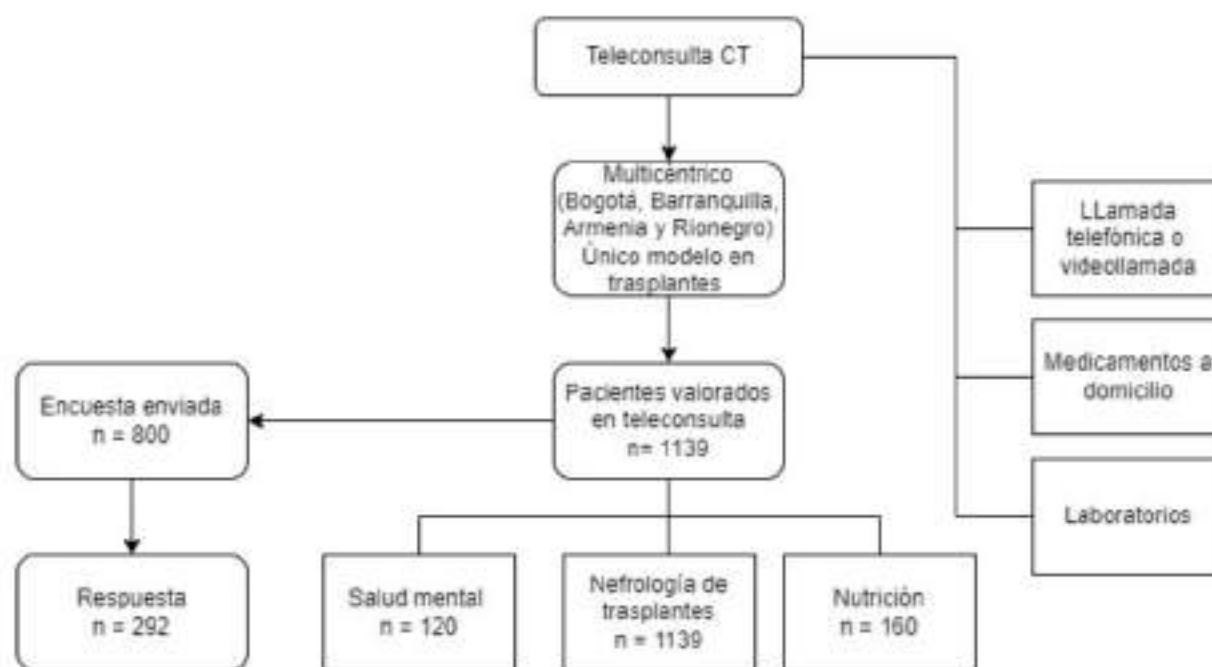 Teleconsulta CT
Multicéntrico
(Bogotá, Barranquilla,
Armenia y Rionegro)
Único modelo en
trasplantes
LLamada
telefónica o
videollamada
Medicamentos a
domicilio
Laboratorios
Pacientes valorados
en teleconsulta
n= 1139
Encuesta enviada
n = 800
Respuesta
n = 292
Salud mental
n = 120
Nefrología de
trasplantes
n = 1139
Nutrición
n = 160